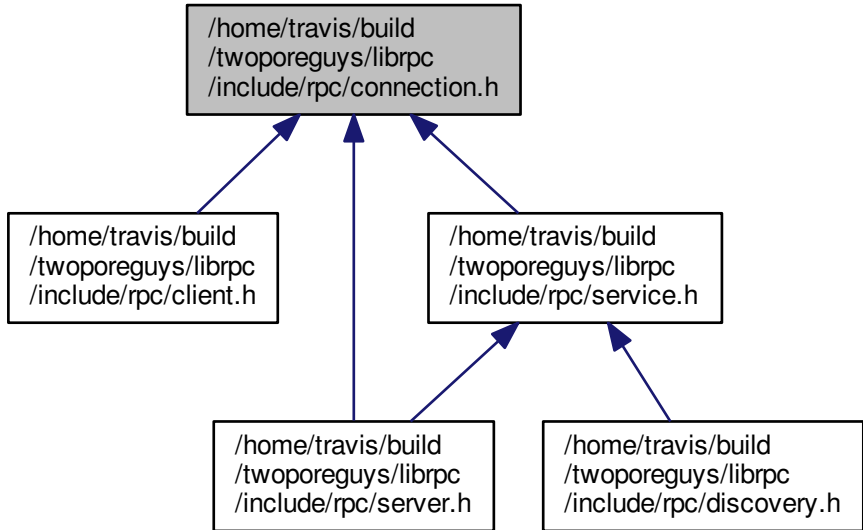 /home/travis/build
/twoporeguys/librpc
/include/rpc/connection.h
/home/travis/build
/twoporeguys/librpc
/include/rpc/client.h
/home/travis/build
/twoporeguys/librpc
/include/rpc/service.h
/home/travis/build
/twoporeguys/librpc
/include/rpc/server.h
/home/travis/build
/twoporeguys/librpc
/include/rpc/discovery.h